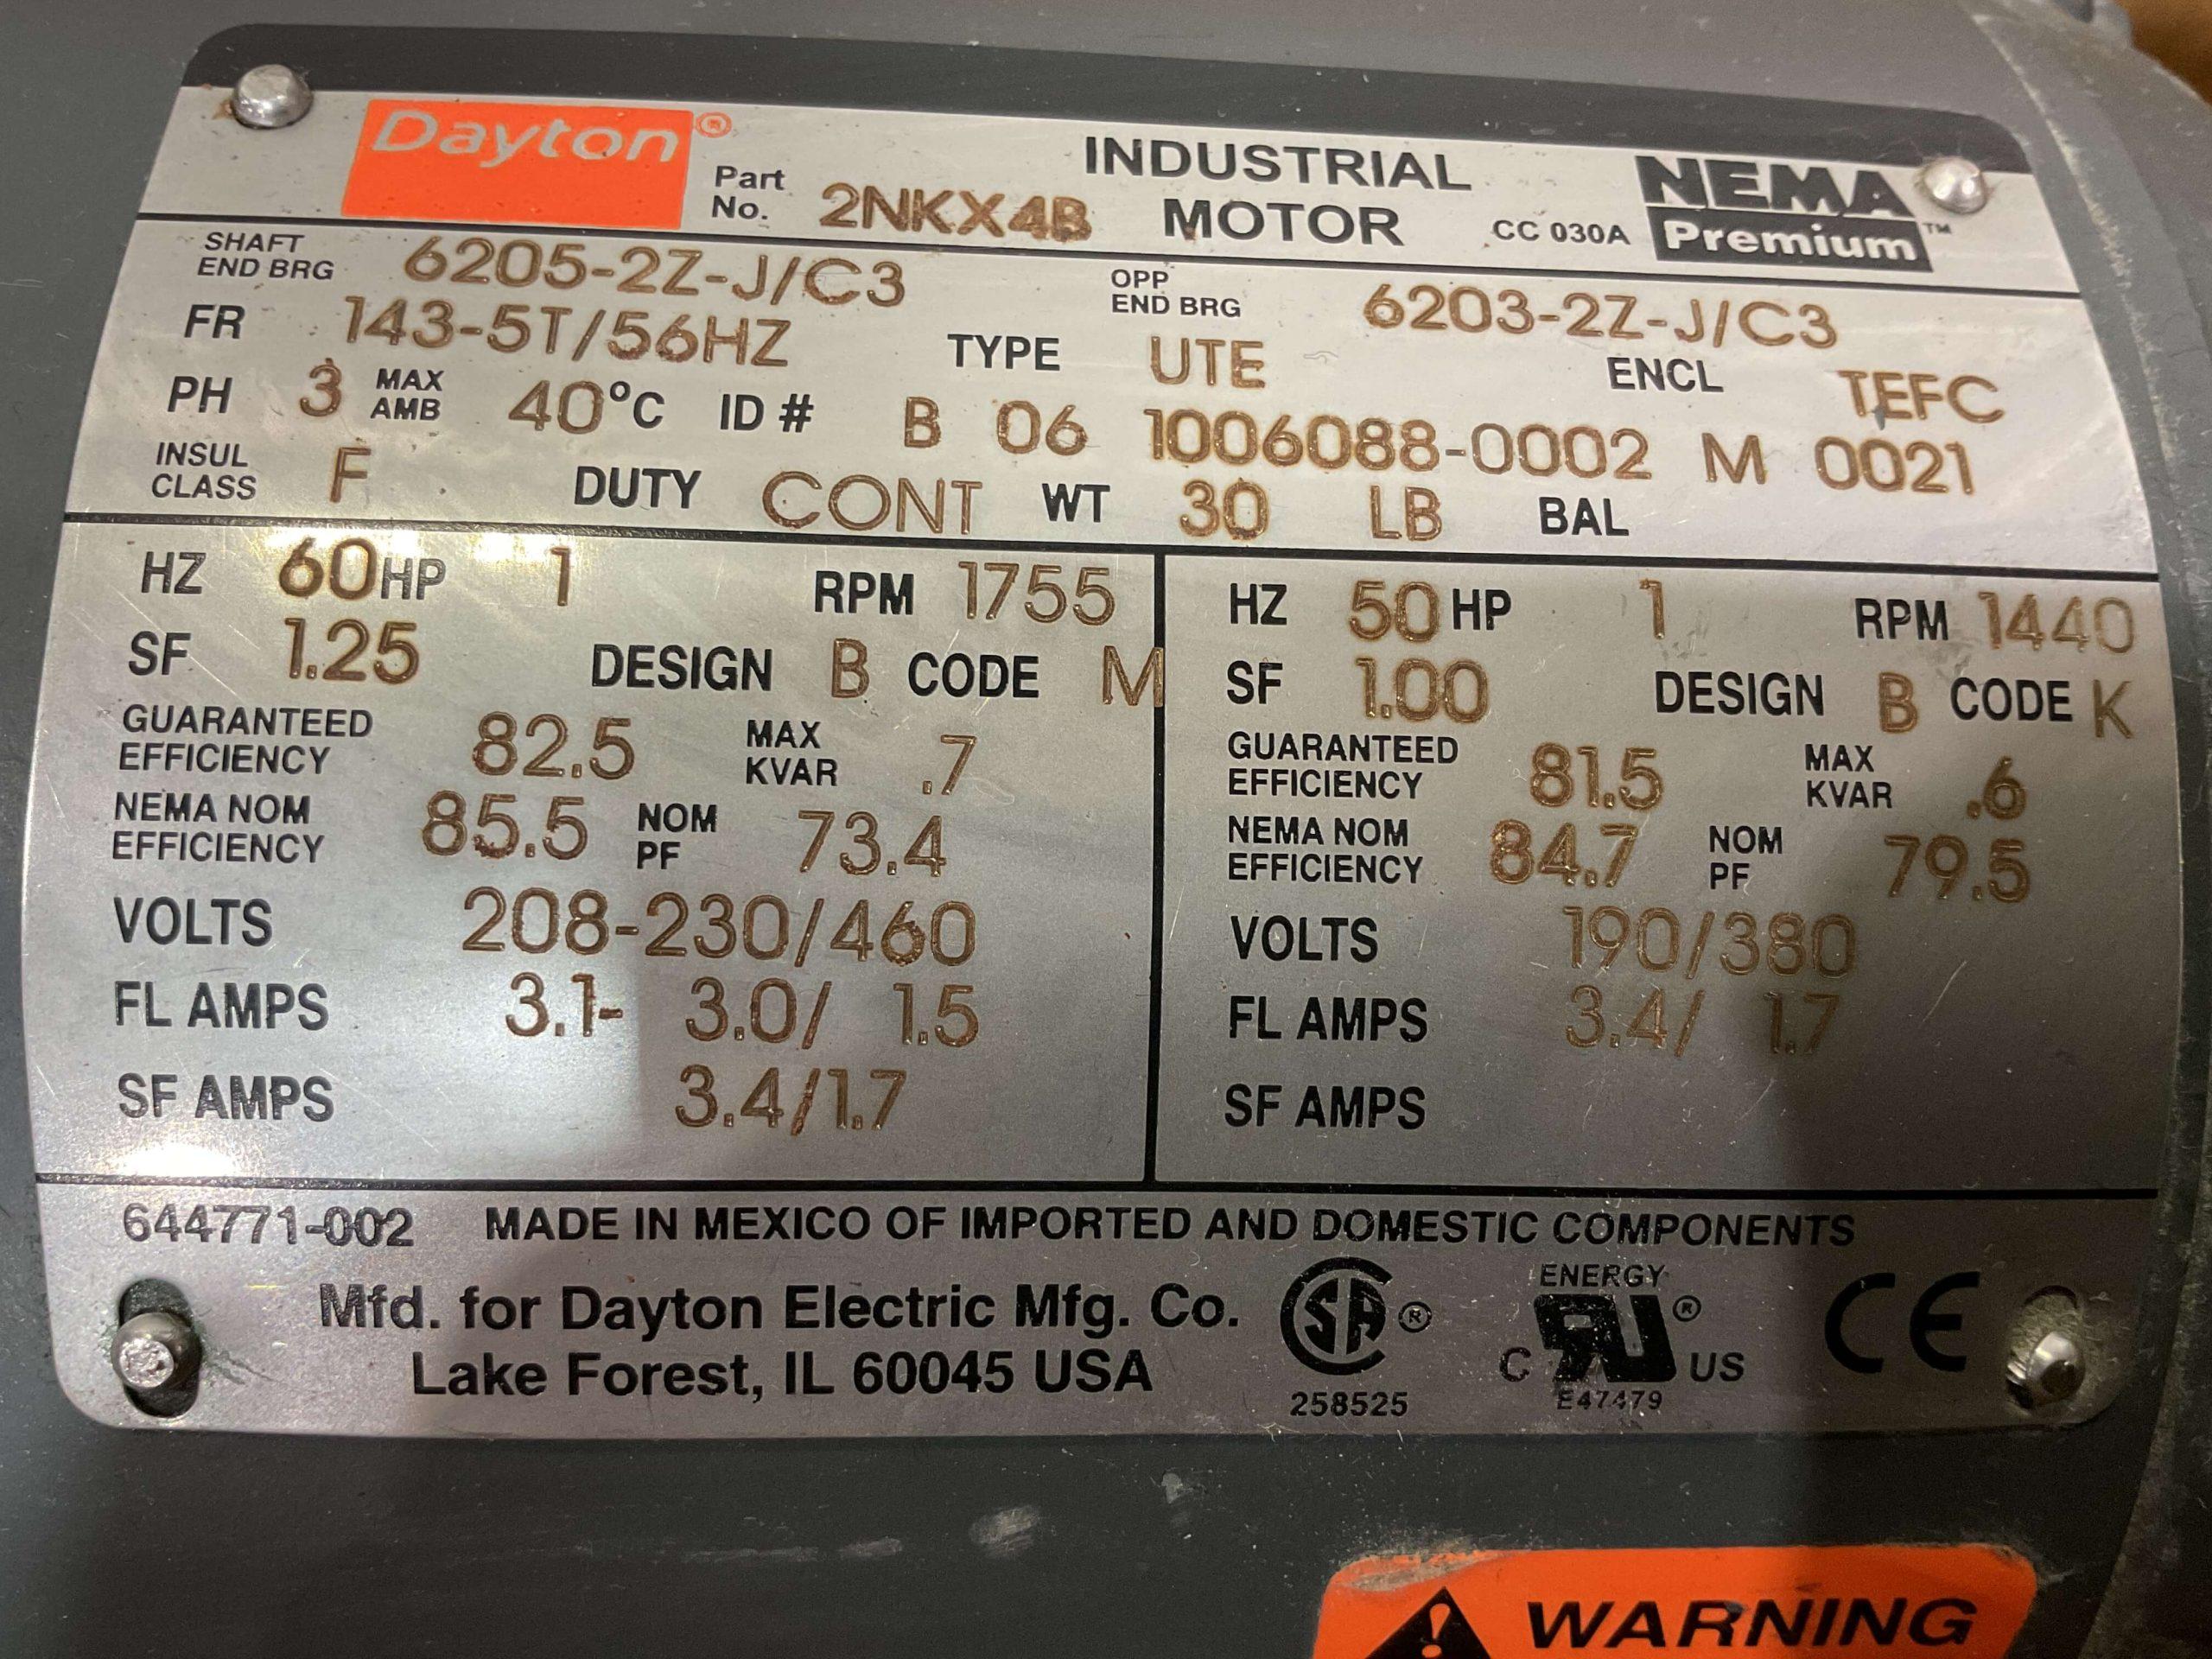 Dayton® Part No. 2NKX4B INDUSTRIAL MOTOR CC 030A NEMA Premium™
SHAFT END BRG 6205-2Z-J/C3 OPP END BRG 6203-2Z-J/C3
FR 143-5T/56HZ TYPE UTE ENCL TEFC
PH 3 MAX AMB 40°C ID # B 06 1006088-0002 M 0021
INSUL CLASS F DUTY CONT WT 30 LB BAL
HZ 60 HP 1 RPM 1755
SF 1.25 DESIGN B CODE M
GUARANTEED EFFICIENCY 82.5 MAX KVAR .7
NEMA NOM EFFICIENCY 85.5 NOM PF 73.4
VOLTS 208-230/460
FL AMPS 3.1- 3.0/ 1.5
SF AMPS 3.4/1.7
HZ 50 HP 1 RPM 1440
SF 1.00 DESIGN B CODE K
GUARANTEED EFFICIENCY 81.5 MAX KVAR .6
NEMA NOM EFFICIENCY 84.7 NOM PF 79.5
VOLTS 190/380
FL AMPS 3.4/ 1.7
SF AMPS
644771-002 MADE IN MEXICO OF IMPORTED AND DOMESTIC COMPONENTS
Mfd. for Dayton Electric Mfg. Co.
Lake Forest, IL 60045 USA
SA®
258525
ENERGY
C RU® US
E47479
CE
WARNING